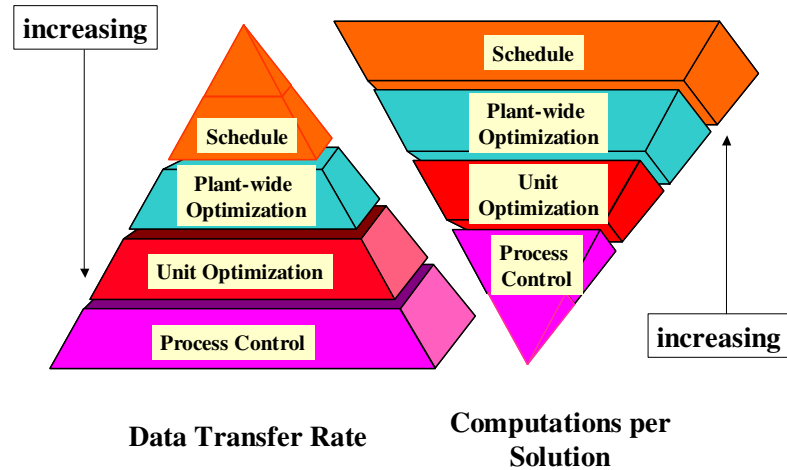 increasing
Schedule
Plant-wide
Optimization
Unit Optimization
Process Control
Data Transfer Rate
Schedule
Plant-wide
Optimization
Unit
Optimization
Process
Control
increasing
Computations per
Solution